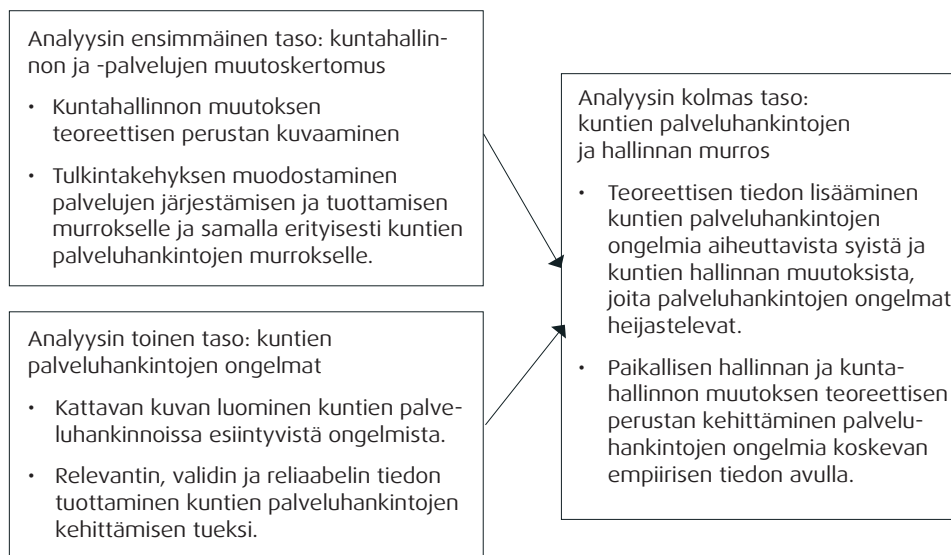 Analyysin ensimmäinen taso: kuntahallin-
non ja -palvelujen muutoskertomus
• Kuntahallinnon muutoksen
teoreettisen perustan kuvaaminen
• Tulkintakehyksen muodostaminen
palvelujen järjestämisen ja tuottamisen
murrokselle ja samalla erityisesti kuntien
palveluhankintojen murrokselle.
Analyysin toinen taso: kuntien
palveluhankintojen ongelmat
• Kattavan kuvan luominen kuntien palve-
luhankinnoissa esiintyvistä ongelmista.
• Relevantin, validin ja reliaabelin tiedon
tuottaminen kuntien palveluhankintojen
kehittämisen tueksi.
Analyysin kolmas taso:
kuntien palveluhankintojen
ja hallinnan murros
• Teoreettisen tiedon lisääminen
kuntien palveluhankintojen
ongelmia aiheuttavista syistä ja
kuntien hallinnan muutoksista,
joita palveluhankintojen ongelmat
heijastelevat.
• Paikallisen hallinnan ja kunta-
hallinnon muutoksen teoreettisen
perustan kehittäminen palvelu-
hankintojen ongelmia koskevan
empiirisen tiedon avulla.